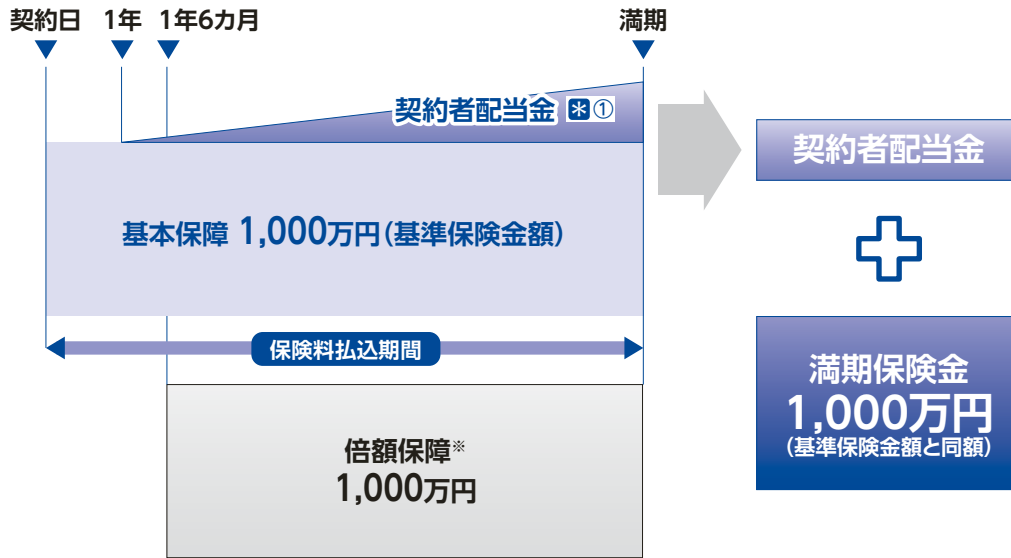 契約日 1年 1年6カ月 満期
契約者配当金 *①
契約者配当金
基本保障 1,000万円(基準保険金額)
保険料払込期間
満期保険金
1,000万円
(基準保険金額と同額)
倍額保障※
1,000万円